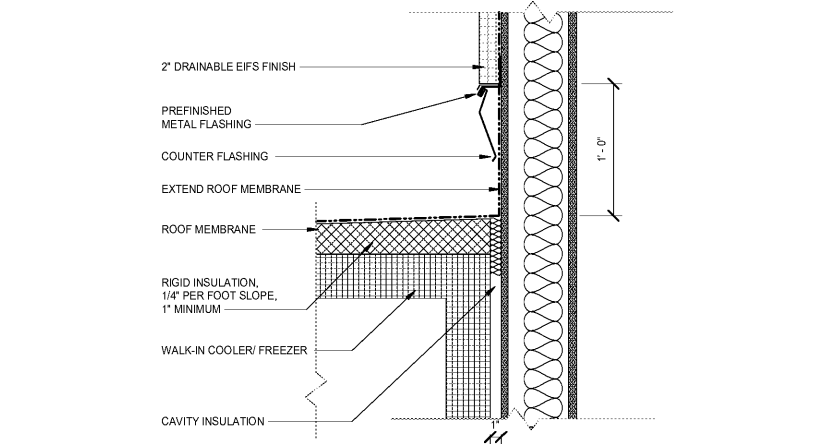 2" DRAINABLE EIFS FINISH
PREFINISHED
METAL FLASHING
COUNTER FLASHING
1' - 0"
EXTEND ROOF MEMBRANE
ROOF MEMBRANE
RIGID INSULATION,
1/4" PER FOOT SLOPE,
1" MINIMUM
WALK-IN COOLER/ FREEZER
CAVITY INSULATION
1"